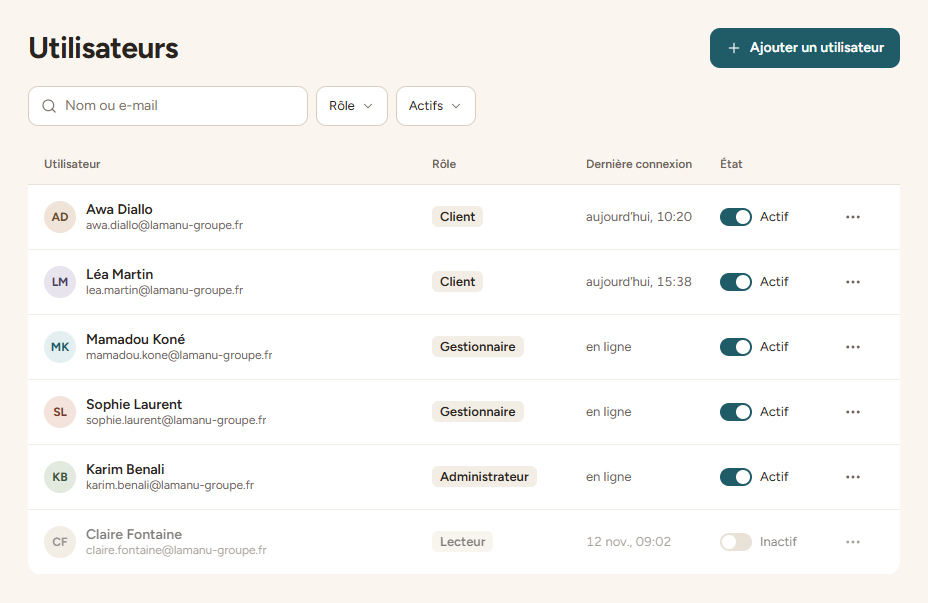 Utilisateurs
Ajouter un utilisateur
Nom ou e-mail
Rôle
Actifs
Utilisateur Rôle Dernière connexion État
AD Awa Diallo Client aujourd'hui, 10:20 Actif
awa.diallo@lamanu-groupe.fr
LM Léa Martin Client aujourd'hui, 15:38 Actif
lea.martin@lamanu-groupe.fr
MK Mamadou Koné Gestionnaire en ligne Actif
mamadou.kone@lamanu-groupe.fr
SL Sophie Laurent Gestionnaire en ligne Actif
sophie.laurent@lamanu-groupe.fr
KB Karim Benali Administrateur en ligne Actif
karim.benali@lamanu-groupe.fr
CF Claire Fontaine Lecteur 12 nov., 09:02 Inactif
claire.fontaine@lamanu-groupe.fr